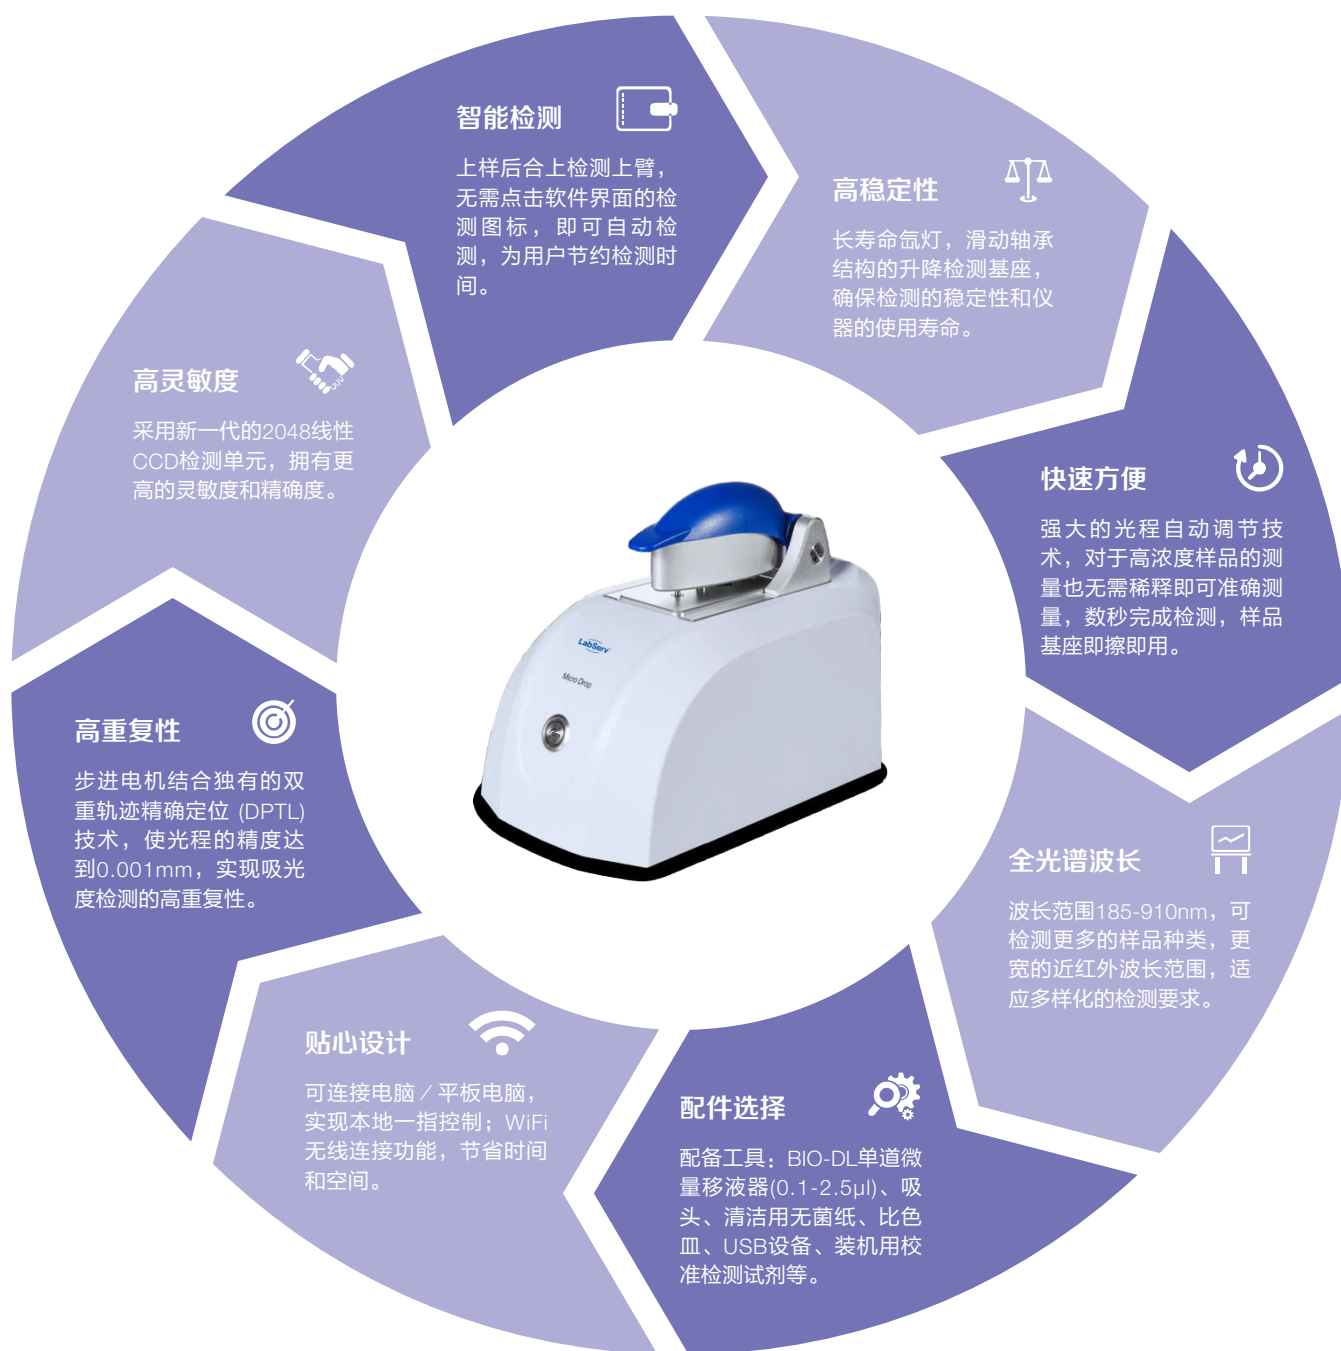 智能检测
上样后合上检测上臂，
无需点击软件界面的检
测图标，即可自动检
测，为用户节约检测时
间。
高稳定性
长寿命氙灯，滑动轴承
结构的升降检测基座，
确保检测的稳定性和仪
器的使用寿命。
快速方便
强大的光程自动调节技
术，对于高浓度样品的测
量也无需稀释即可准确测
量，数秒完成检测，样品
基座即擦即用。
全光谱波长
波长范围185-910nm，可
检测更多的样品种类，更
宽的近红外波长范围，适
应多样化的检测要求。
配件选择
配备工具：BIO-DL单道微
量移液器(0.1-2.5μl)、吸
头、清洁用无菌纸、比色
皿、USB设备、装机用校
准检测试剂等。
贴心设计
可连接电脑／平板电脑，
实现本地一指控制；WiFi
无线连接功能，节省时间
和空间。
高重复性
步进电机结合独有的双
重轨迹精确定位 (DPTL)
技术，使光程的精度达
到0.001mm，实现吸光
度检测的高重复性。
高灵敏度
采用新一代的2048线性
CCD检测单元，拥有更
高的灵敏度和精确度。
LabServ
Micro Drop